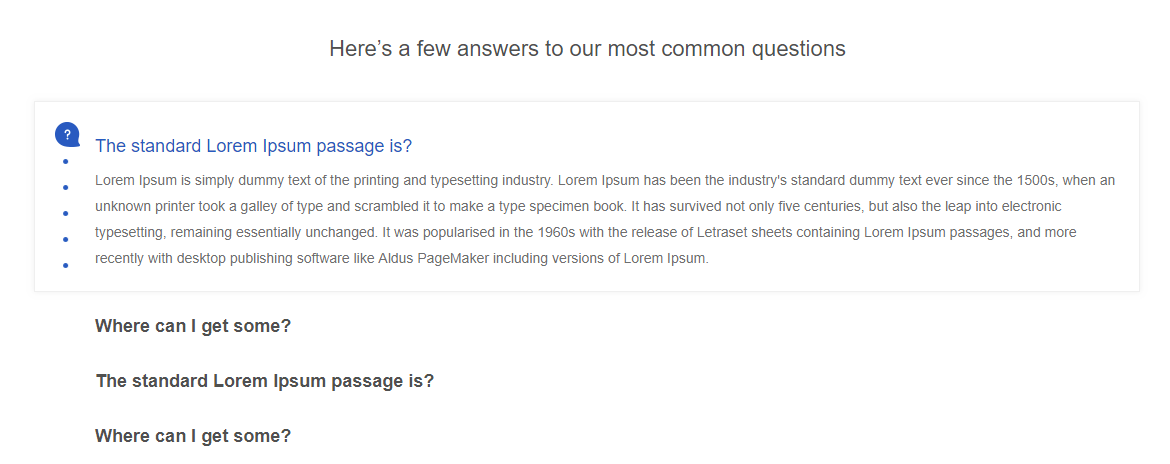 Here’s a few answers to our most common questions
?
The standard Lorem Ipsum passage is?
Lorem Ipsum is simply dummy text of the printing and typesetting industry. Lorem Ipsum has been the industry's standard dummy text ever since the 1500s, when an
unknown printer took a galley of type and scrambled it to make a type specimen book. It has survived not only five centuries, but also the leap into electronic
typesetting, remaining essentially unchanged. It was popularised in the 1960s with the release of Letraset sheets containing Lorem Ipsum passages, and more
recently with desktop publishing software like Aldus PageMaker including versions of Lorem Ipsum.
Where can I get some?
The standard Lorem Ipsum passage is?
Where can I get some?